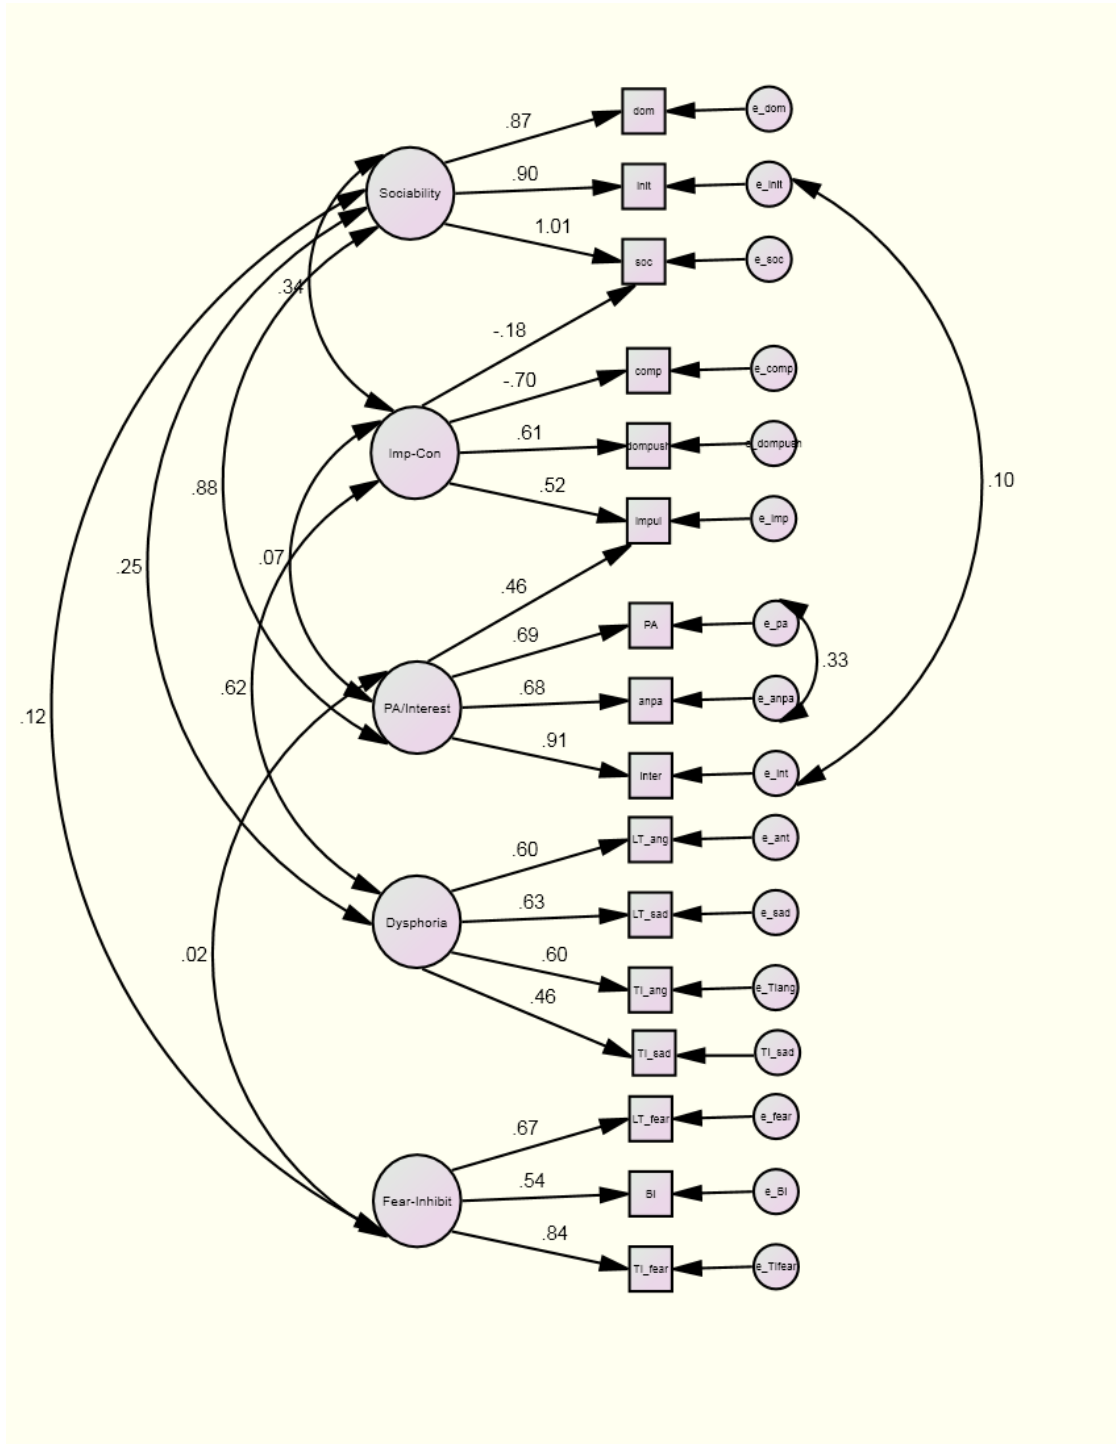 dom
e_dom
.87
Sociability
.90
init
e_init
1.01
soc
e_soc
.34
-.18
-.70
comp
e_comp
Imp-Con
.61
dompush
e_dompush
.88
.52
impul
e_imp
.10
.25
.07
.46
.69
PA
e_pa
.33
.62
.68
anpa
e_anpa
PA/Interest
.12
.91
inter
e_int
.60
LT_ang
e_ant
Dysphoria
.63
LT_sad
e_sad
.02
.60
TI_ang
e_TIang
.46
TI_sad
TI_sad
.67
LT_fear
e_fear
Fear-Inhibit
.54
BI
e_BI
.84
TI_fear
e_TIfear